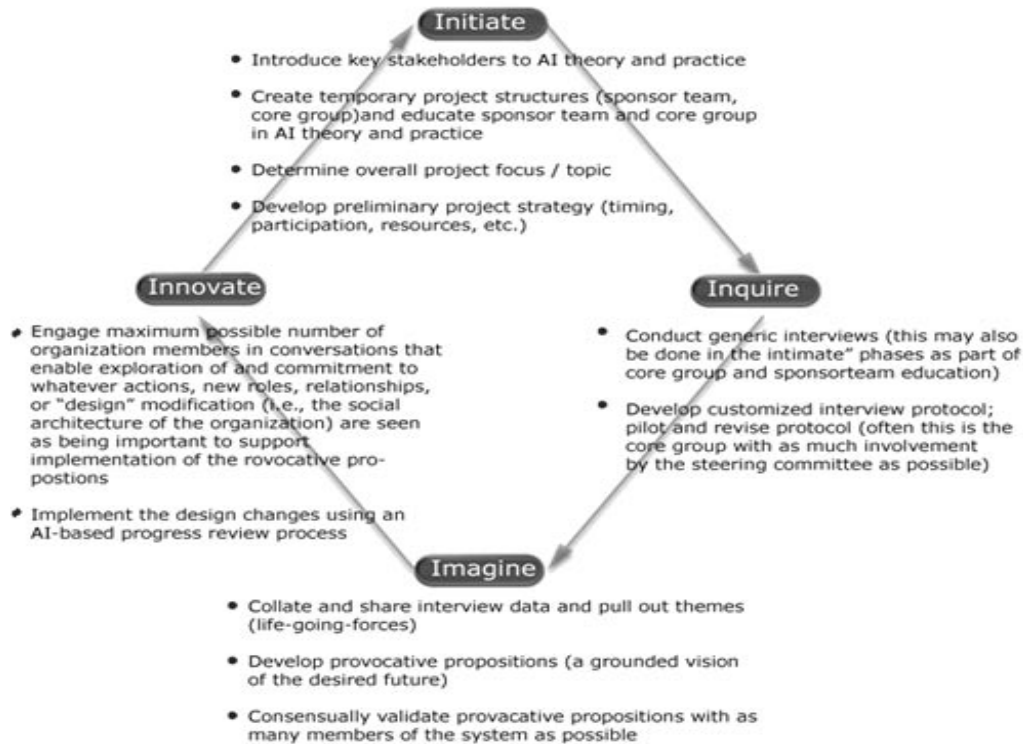 Initiate
• Introduce key stakeholders to AI theory and practice
• Create temporary project structures (sponsor team,
core group)and educate sponsor team and core group
in AI theory and practice
• Determine overall project focus / topic
• Develop preliminary project strategy (timing,
participation, resources, etc.)
Inquire
• Conduct generic interviews (this may also
be done in the intimate” phases as part of
core group and sponsorteam education)
• Develop customized interview protocol;
pilot and revise protocol (often this is the
core group with as much involvement
by the steering committee as possible)
Imagine
• Collate and share interview data and pull out themes
(life-going-forces)
• Develop provocative propositions (a grounded vision
of the desired future)
• Consensually validate provacative propositions with as
many members of the system as possible
Innovate
• Engage maximum possible number of
organization members in conversations that
enable exploration of and commitment to
whatever actions, new roles, relationships,
or “design” modification (i.e., the social
architecture of the organization) are seen
as being important to support
implementation of the rovocative pro-
postions
• Implement the design changes using an
AI-based progress review process